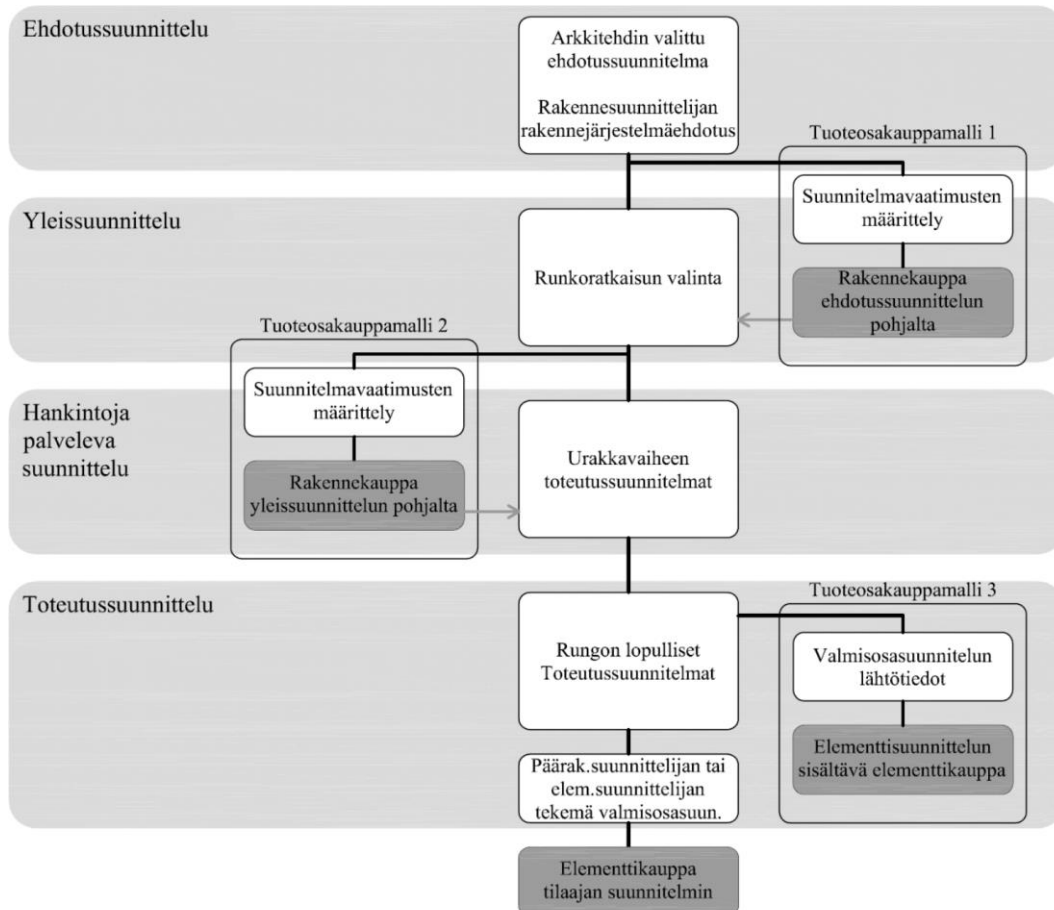 Ehdotussuunnittelu
Arkkitehdin valittu
ehdotussuunnitelma
Rakennesuunnittelijan
rakennejärjestelmäehdotus
Tuoteosakauppamalli 1
Suunnitelmavaatimusten
määrittely
Rakennekauppa
ehdotussuunnittelun
pohjalta
Yleissuunnittelu
Runkoratkaisun valinta
Tuoteosakauppamalli 2
Suunnitelmavaatimusten
määrittely
Rakennekauppa
yleissuunnittelun pohjalta
Hankintoja
palveleva
suunnittelu
Urakkavaiheen
toteutussuunnitelmat
Toteutussuunnittelu
Rungon lopulliset
Toteutussuunnitelmat
Tuoteosakauppamalli 3
Valmisosasuunnitelun
lähtötiedot
Elementtisuunnittelun
sisältävä elementtikauppa
Päärak.suunnittelijan tai
elem.suunnittelijan
tekemä valmisosasuun.
Elementtikauppa
tilaajan suunnitelmin